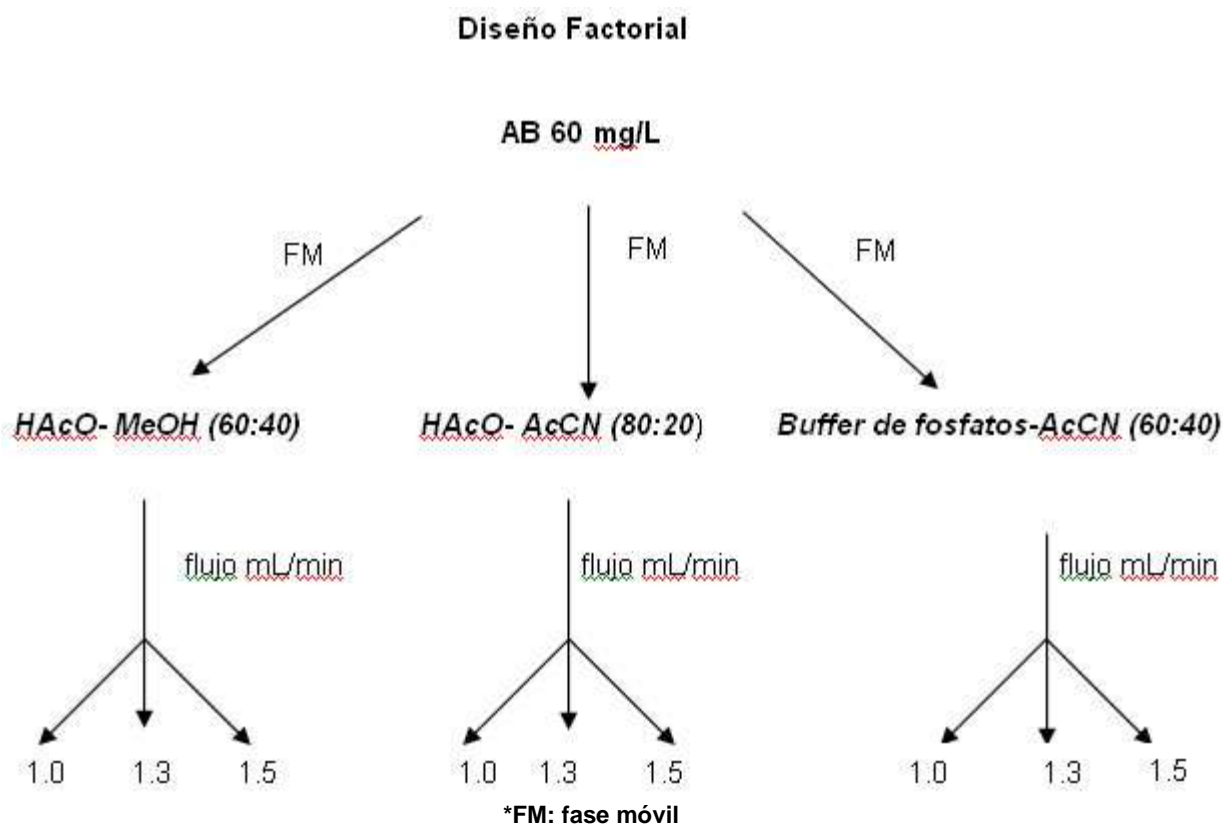 Diseño Factorial
AB 60 mg/L
FM FM FM
HAcO- MeOH (60:40) HAcO- AcCN (80:20) Buffer de fosfatos-AcCN (60:40)
flujo mL/min flujo mL/min flujo mL/min
1.0 1.3 1.5 1.0 1.3 1.5 1.0 1.3 1.5
*FM: fase móvil